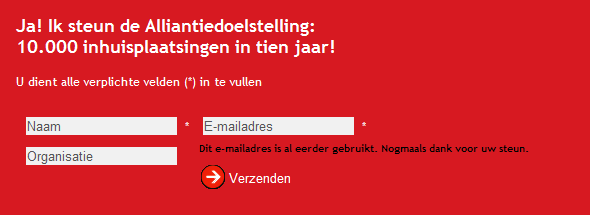 Ja! Ik steun de Alliantiedoelstelling:
10.000 inhuisplaatsingen in tien jaar!
U dient alle verplichte velden (*) in te vullen
Naam * E-mailadres *
Organisatie Dit e-mailadres is al eerder gebruikt. Nogmaals dank voor uw steun.
Verzenden